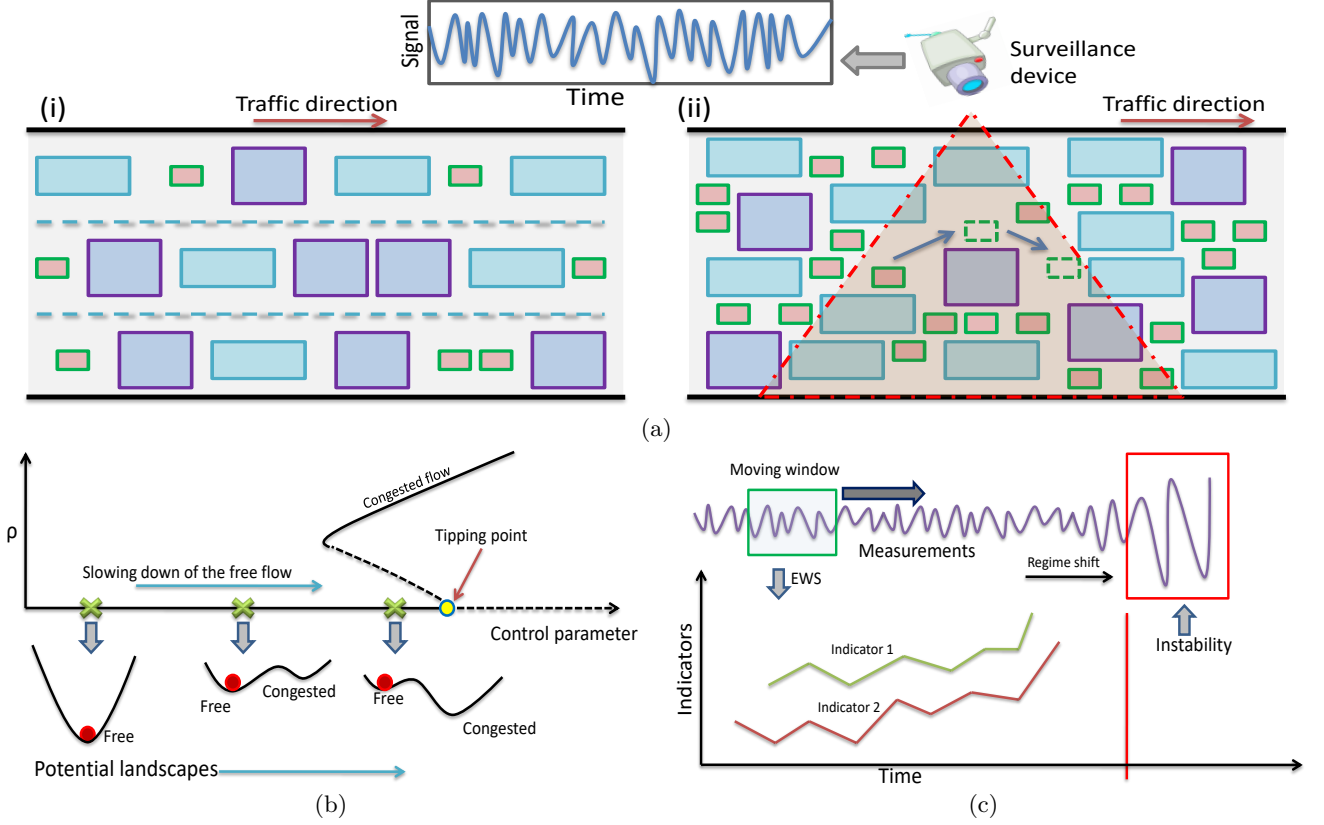 Signal
Time
Surveillance
device
(i)
Traffic direction
(ii)
Traffic direction
(a)
ρ
Congested flow
Tipping point
Slowing down of the free flow
Control parameter
Free
Free
Congested
Free
Congested
Potential landscapes
(b)
Moving window
Measurements
EWS
Regime shift
Instability
Indicators
Indicator 1
Indicator 2
Time
(c)